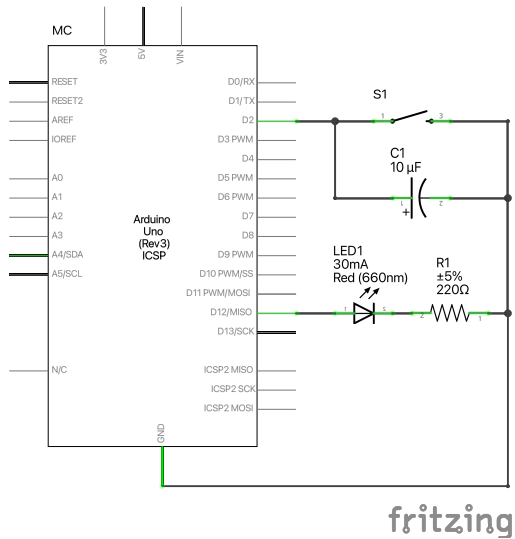 MC
3V3
5V
VIN
RESET
RESET2
AREF
IOREF
A0
A1
A2
A3
A4/SDA
A5/SCL
N/C
GND
Arduino
Uno
(Rev3)
ICSP
D0/RX
D1/TX
D2
D3 PWM
D4
D5 PWM
D6 PWM
D7
D8
D9 PWM
D10 PWM/SS
D11 PWM/MOSI
D12/MISO
D13/SCK
ICSP2 MISO
ICSP2 SCK
ICSP2 MOSI
S1
1
3
C1
10 µF
1
2
+
LED1
30mA
Red (660nm)
1
2
R1
±5%
220Ω
2
1
fritzing